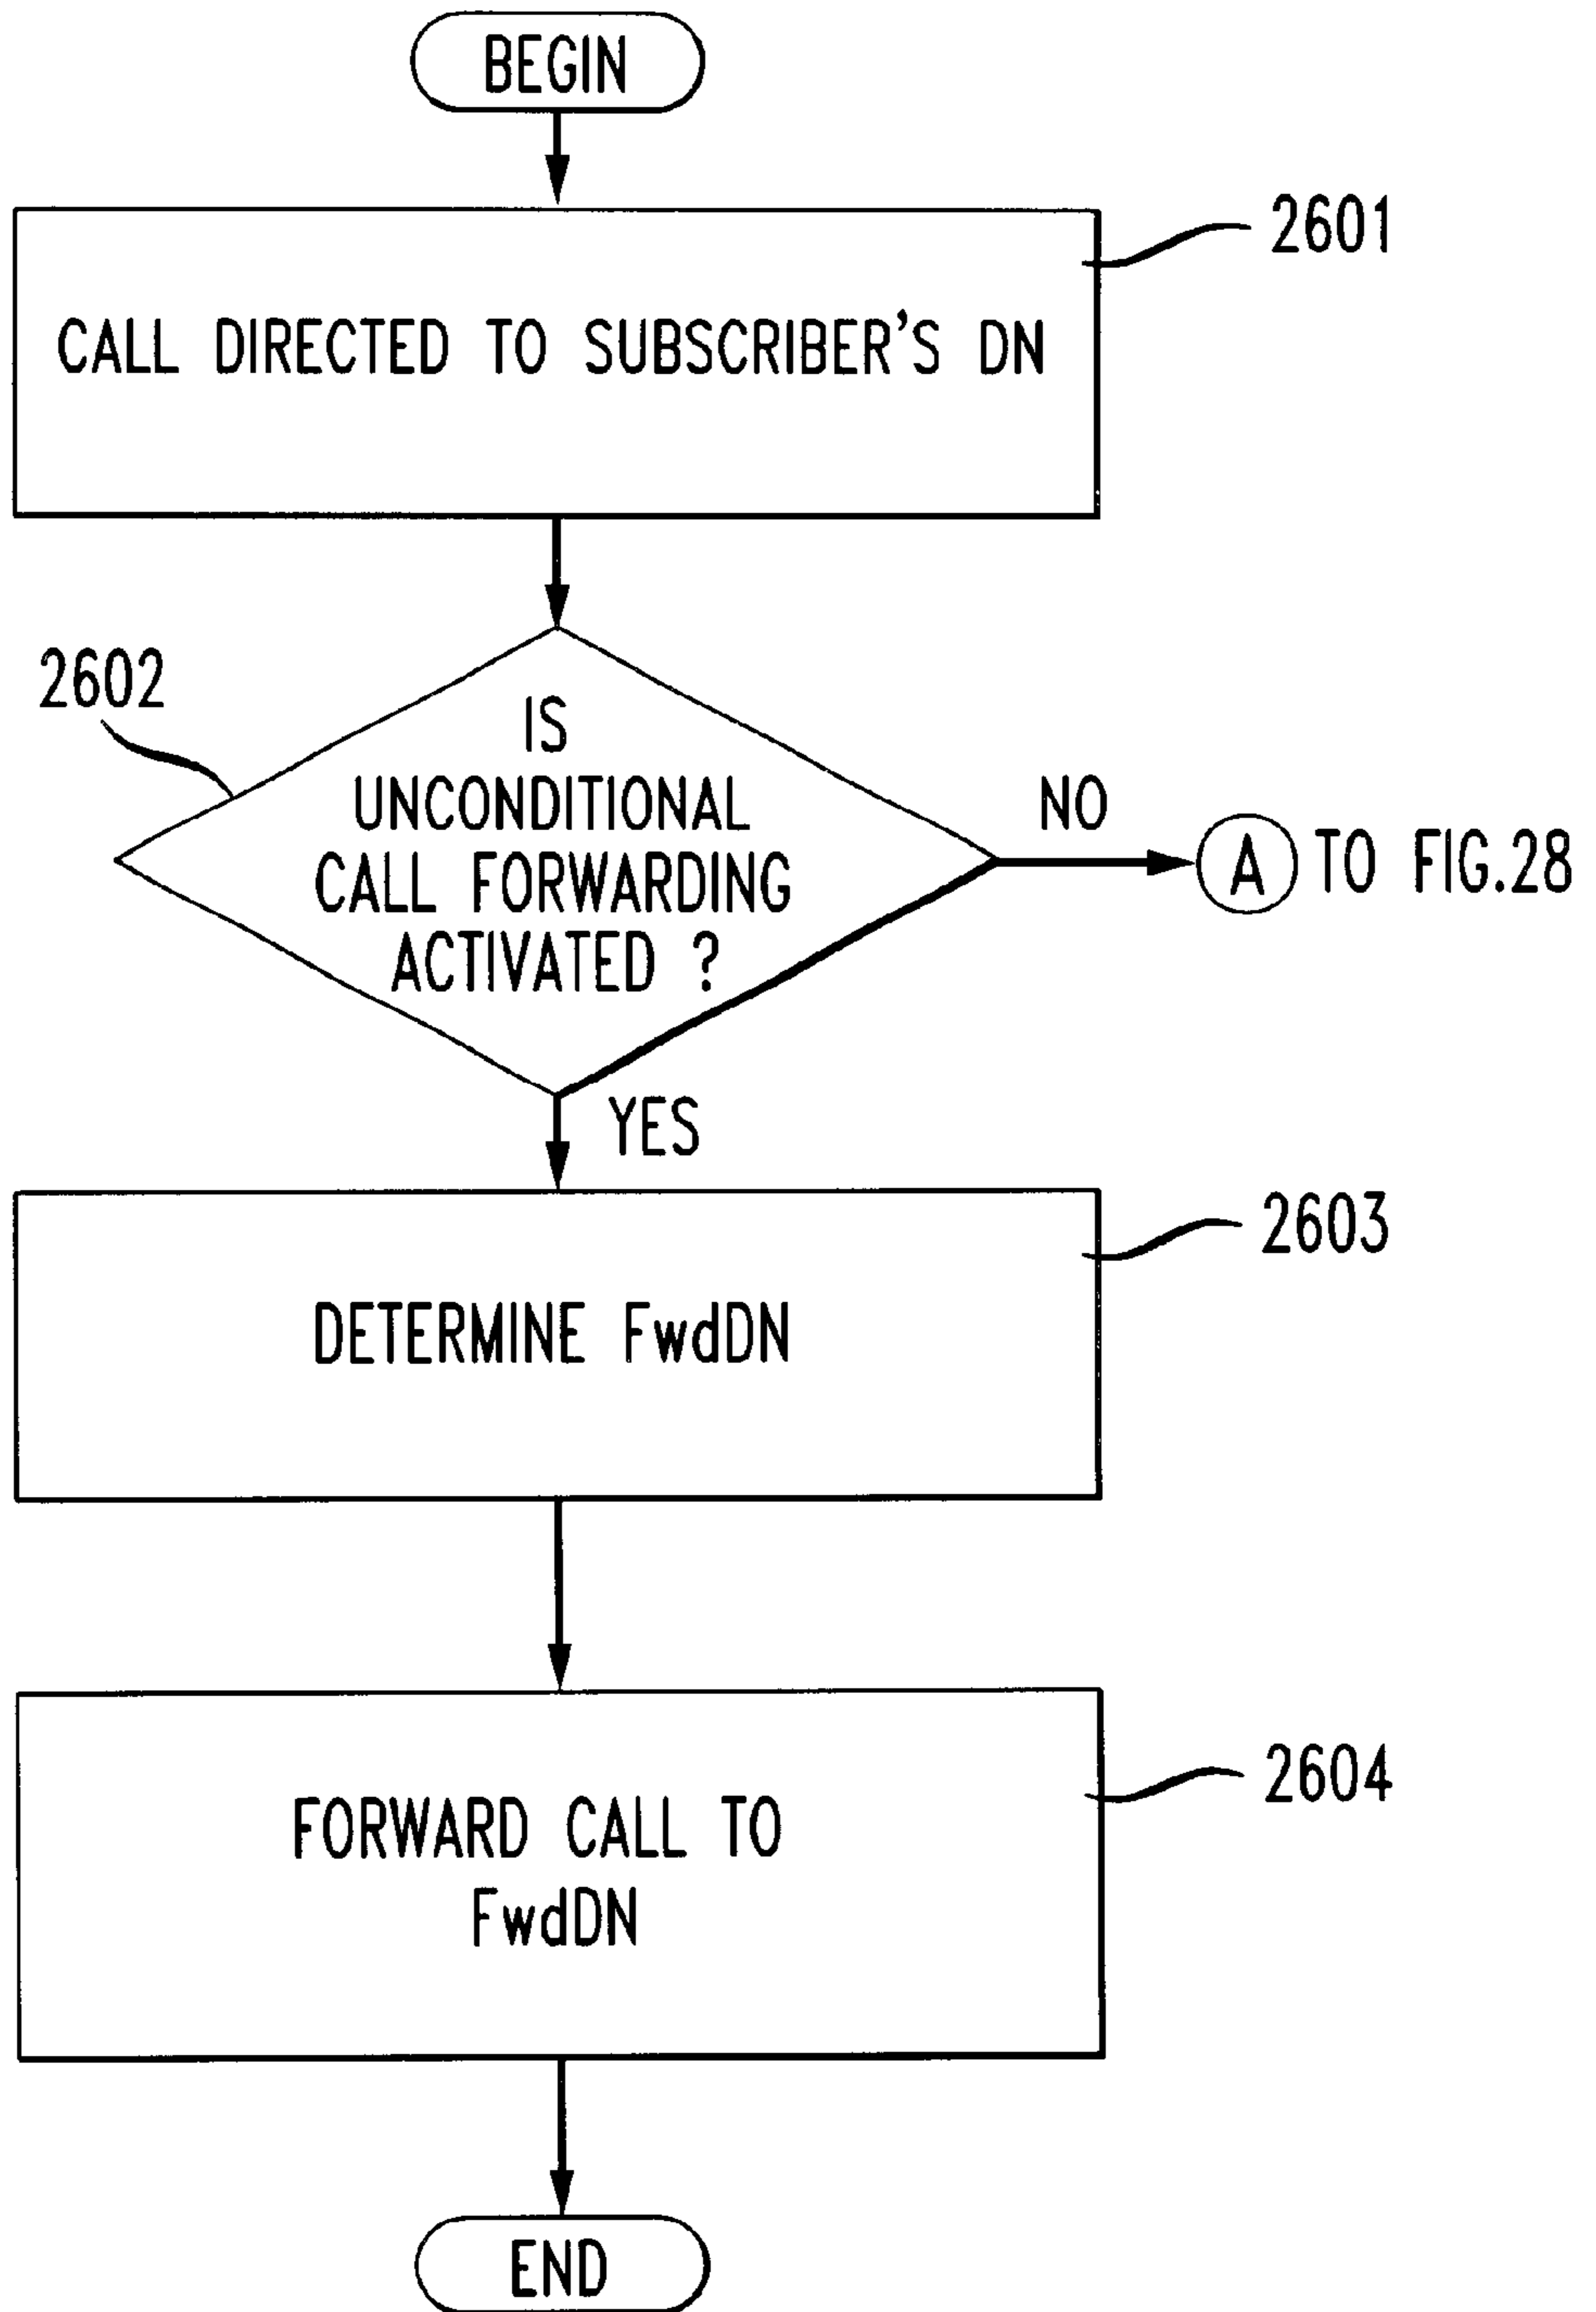 BEGIN
2601
CALL DIRECTED TO SUBSCRIBER'S DN
2602
IS
UNCONDITIONAL
CALL FORWARDING
ACTIVATED ?
NO
A TO FIG.28
YES
2603
DETERMINE FwdDN
2604
FORWARD CALL TO
FwdDN
END